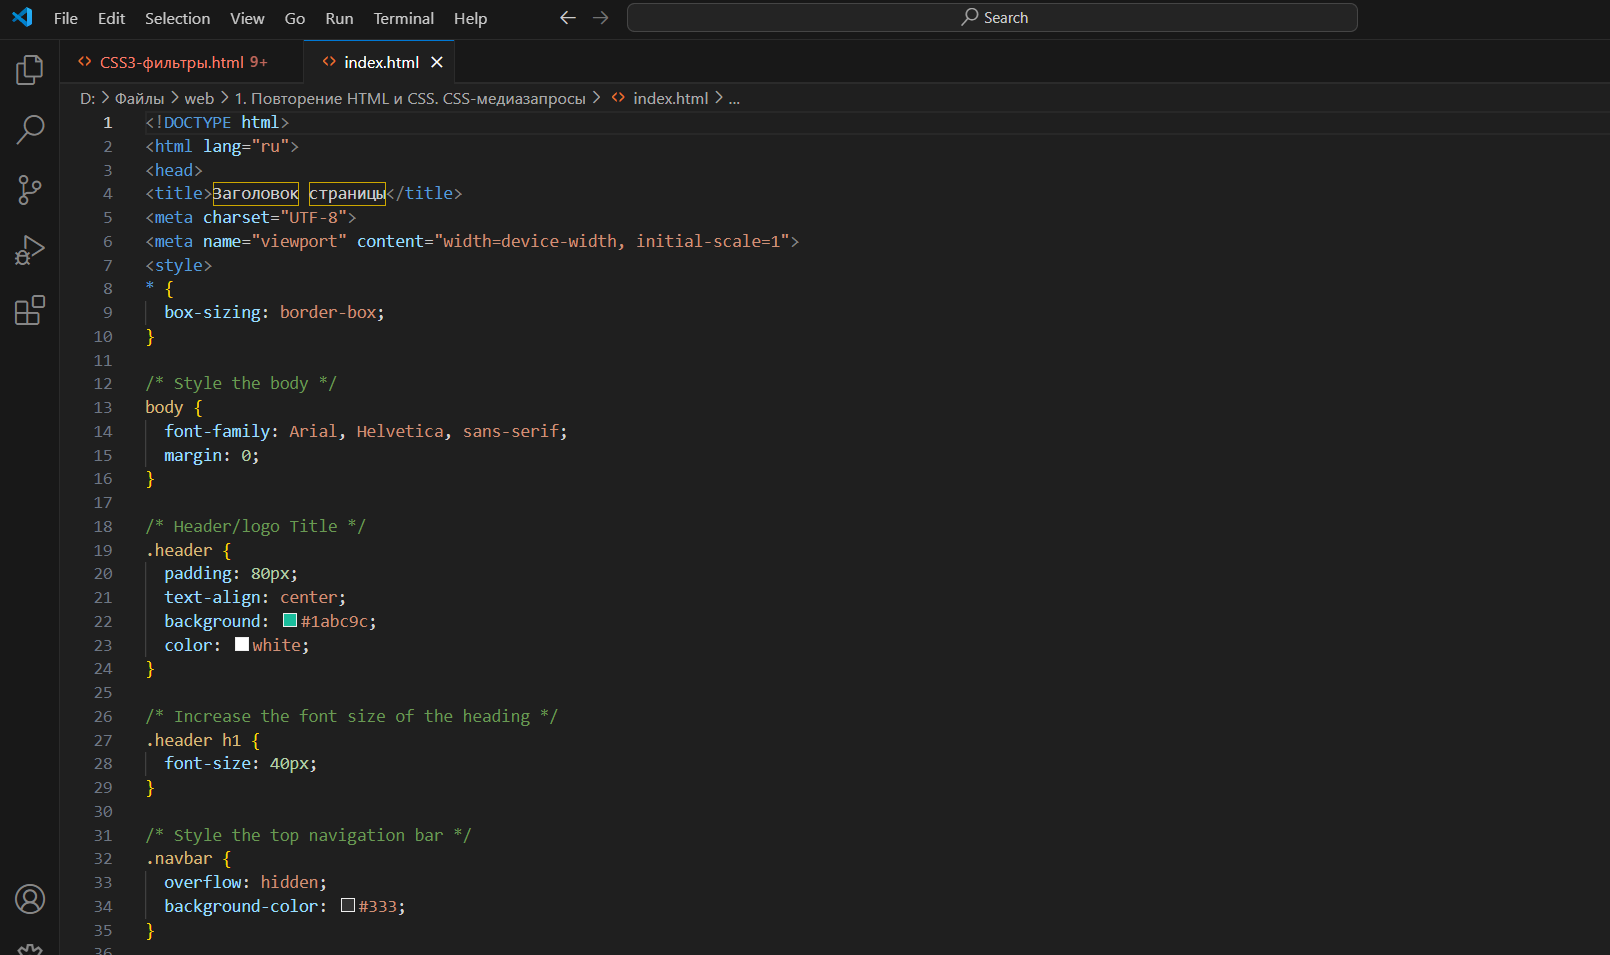 File Edit Selection View Go Run Terminal Help Search
CSS3-фильтры.html 9+ index.html
D: > Файлы > web > 1. Повторение HTML и CSS. CSS-медиазапросы > index.html > ...
1 <!DOCTYPE html>
2 <html lang="ru">
3 <head>
4 <title>Заголовок страницы</title>
5 <meta charset="UTF-8">
6 <meta name="viewport" content="width=device-width, initial-scale=1">
7 <style>
8 * {
9 box-sizing: border-box;
10 }
11
12 /* Style the body */
13 body {
14 font-family: Arial, Helvetica, sans-serif;
15 margin: 0;
16 }
17
18 /* Header/logo Title */
19 .header {
20 padding: 80px;
21 text-align: center;
22 background: #1abc9c;
23 color: white;
24 }
25
26 /* Increase the font size of the heading */
27 .header h1 {
28 font-size: 40px;
29 }
30
31 /* Style the top navigation bar */
32 .navbar {
33 overflow: hidden;
34 background-color: #333;
35 }
36